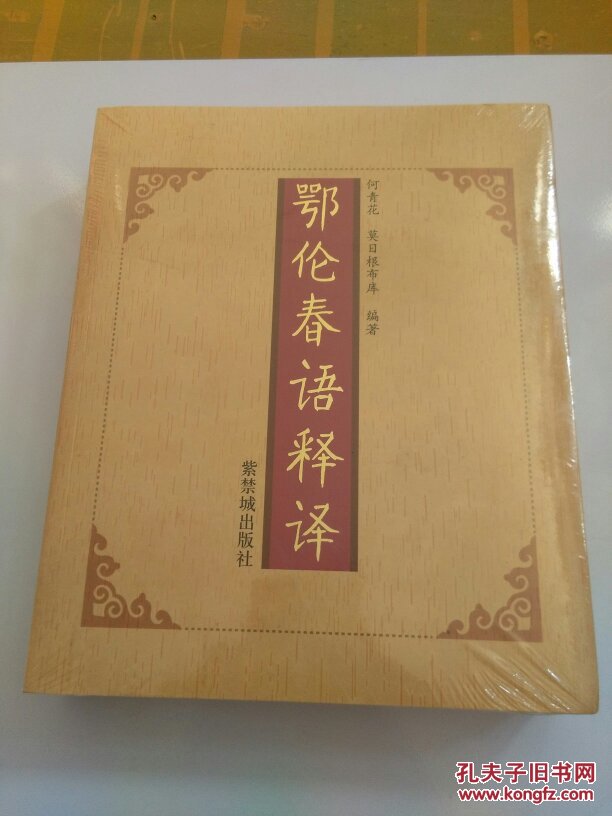 何青花 莫日根布库 编著
鄂伦春语释译
紫禁城出版社
孔夫子旧书网
www.kongfz.com